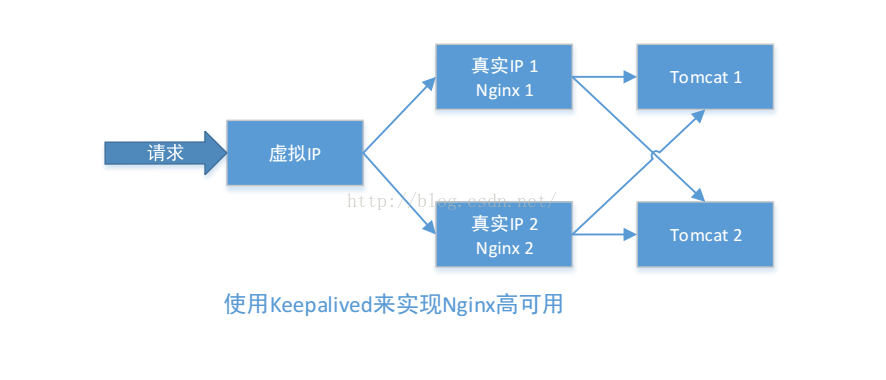 请求
虚拟IP
真实IP 1
Nginx 1
Tomcat 1
http://blog.csdn.net/
真实IP 2
Nginx 2
Tomcat 2
使用Keepalived来实现Nginx高可用